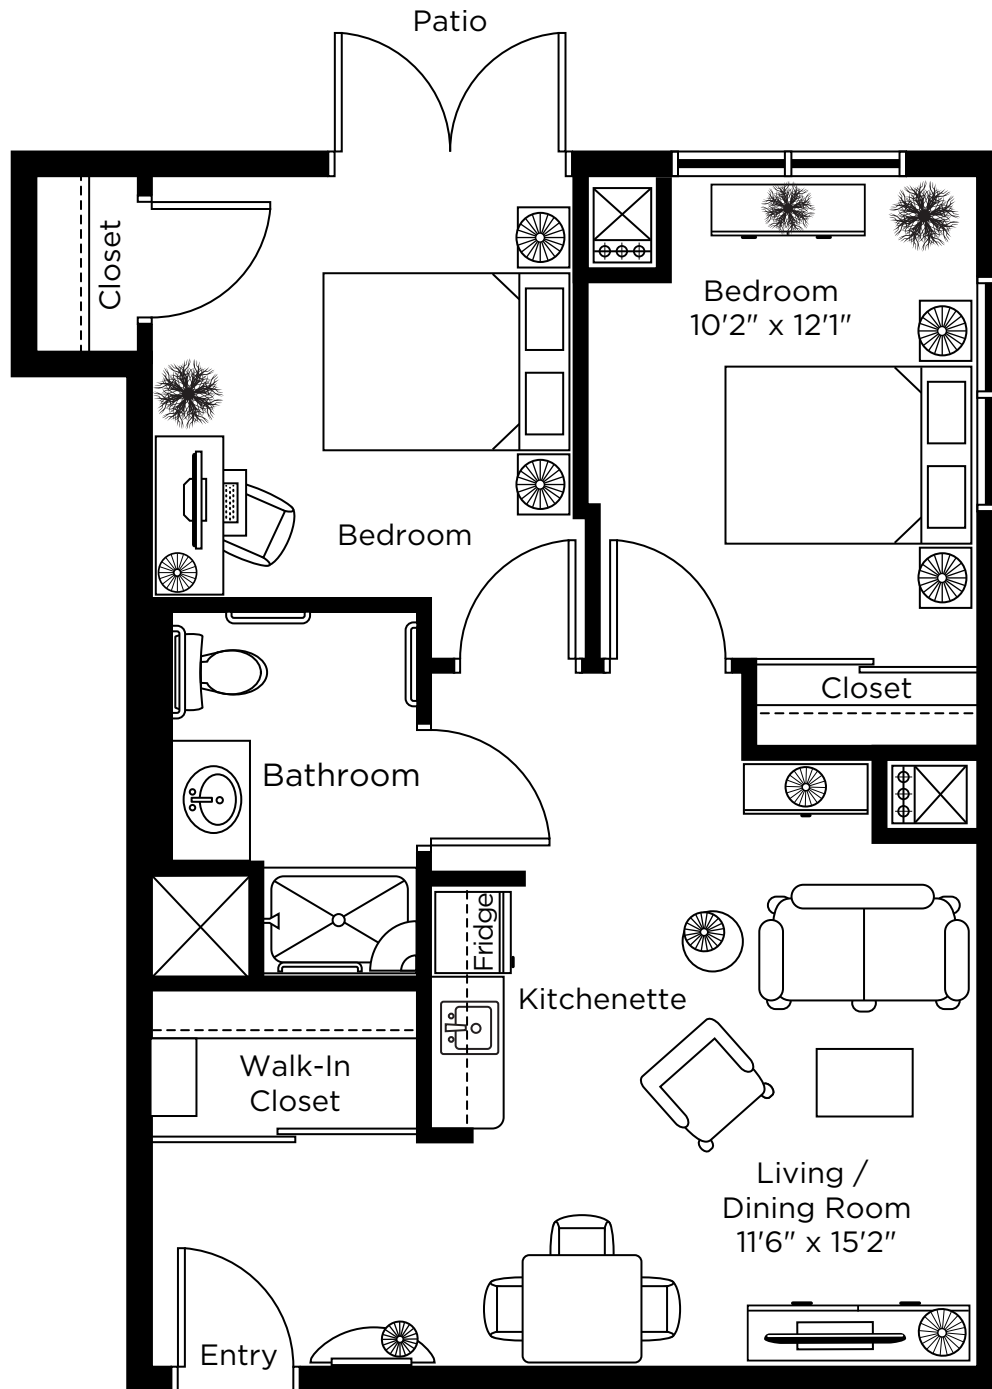 Patio
Closet
Bedroom
10'2" x 12'1"
Bedroom
Closet
Bathroom
Fridge
Kitchenette
Walk-In
Closet
Living /
Dining Room
11'6" x 15'2"
Entry